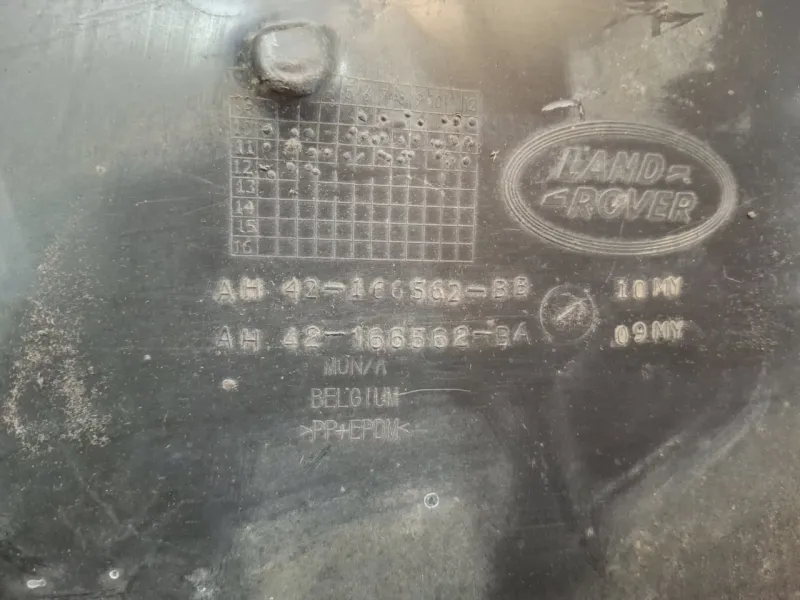 11
12
13
14
15
16
LAND
ROVER
AH 42-166562-BB 10MY
AH 42-166562-BA 09MY
BELGIUM
>PP+EPDM<